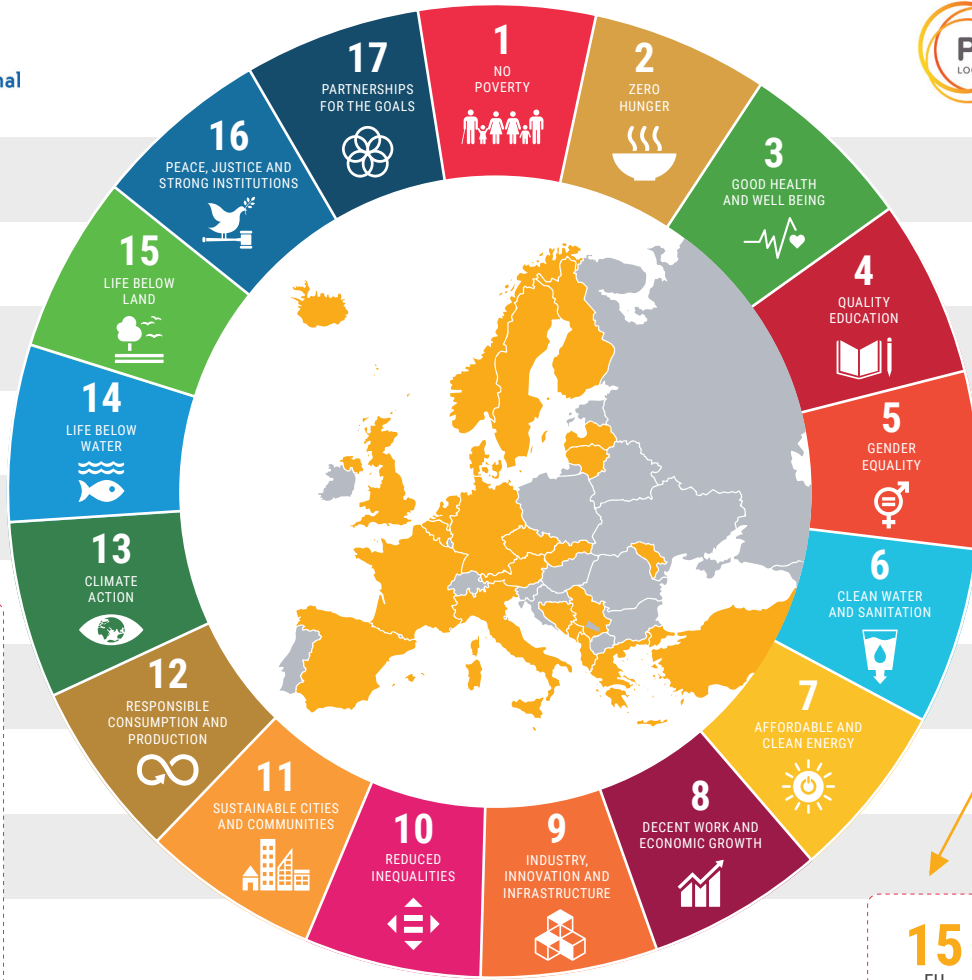 nal
P
LO
1
NO
POVERTY
2
ZERO
HUNGER
3
GOOD HEALTH
AND WELL BEING
4
QUALITY
EDUCATION
5
GENDER
EQUALITY
6
CLEAN WATER
AND SANITATION
7
AFFORDABLE AND
CLEAN ENERGY
8
DECENT WORK AND
ECONOMIC GROWTH
9
INDUSTRY,
INNOVATION AND
INFRASTRUCTURE
10
REDUCED
INEQUALITIES
11
SUSTAINABLE CITIES
AND COMMUNITIES
12
RESPONSIBLE
CONSUMPTION AND
PRODUCTION
13
CLIMATE
ACTION
14
LIFE BELOW
WATER
15
LIFE BELOW
LAND
16
PEACE, JUSTICE AND
STRONG INSTITUTIONS
17
PARTNERSHIPS
FOR THE GOALS
15
EU